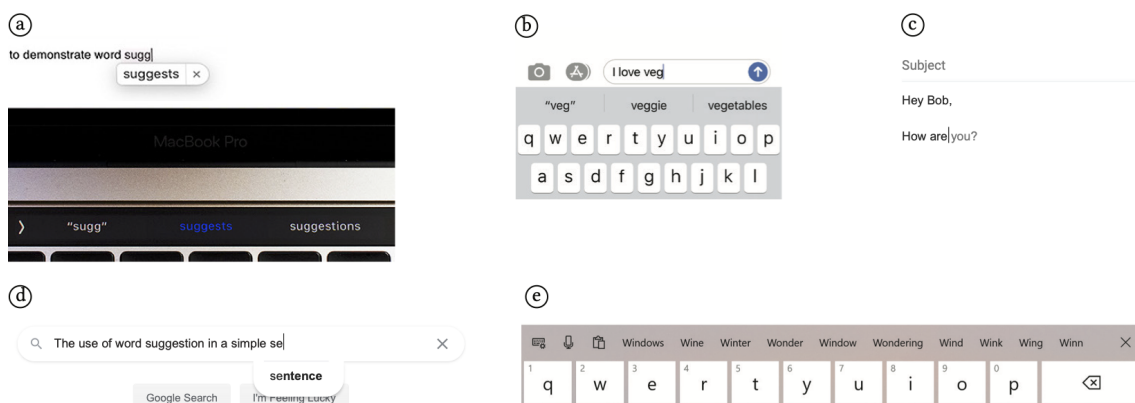 a
to demonstrate word sugg
suggests ×
MacBook Pro
"sugg" suggests suggestions
b
I love veg
"veg" veggie vegetables
q w e r t y u i o p
a s d f g h j k l
c
Subject
Hey Bob,
How are you?
d
The use of word suggestion in a simple se
sentence
Google Search I'm Feeling Lucky
e
Windows Wine Winter Wonder Window Wondering Wind Wink Wing Winn
1 2 3 4 5 6 7 8 9 0
q w e r t y u i o p